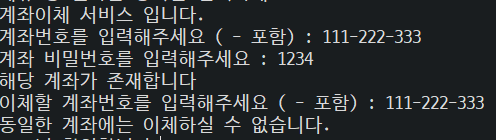 계좌이체 서비스 입니다.
계좌번호를 입력해주세요 ( - 포함) : 111-222-333
계좌 비밀번호를 입력해주세요 : 1234
해당 계좌가 존재합니다
이체할 계좌번호를 입력해주세요 ( - 포함) : 111-222-333
동일한 계좌에는 이체하실 수 없습니다.